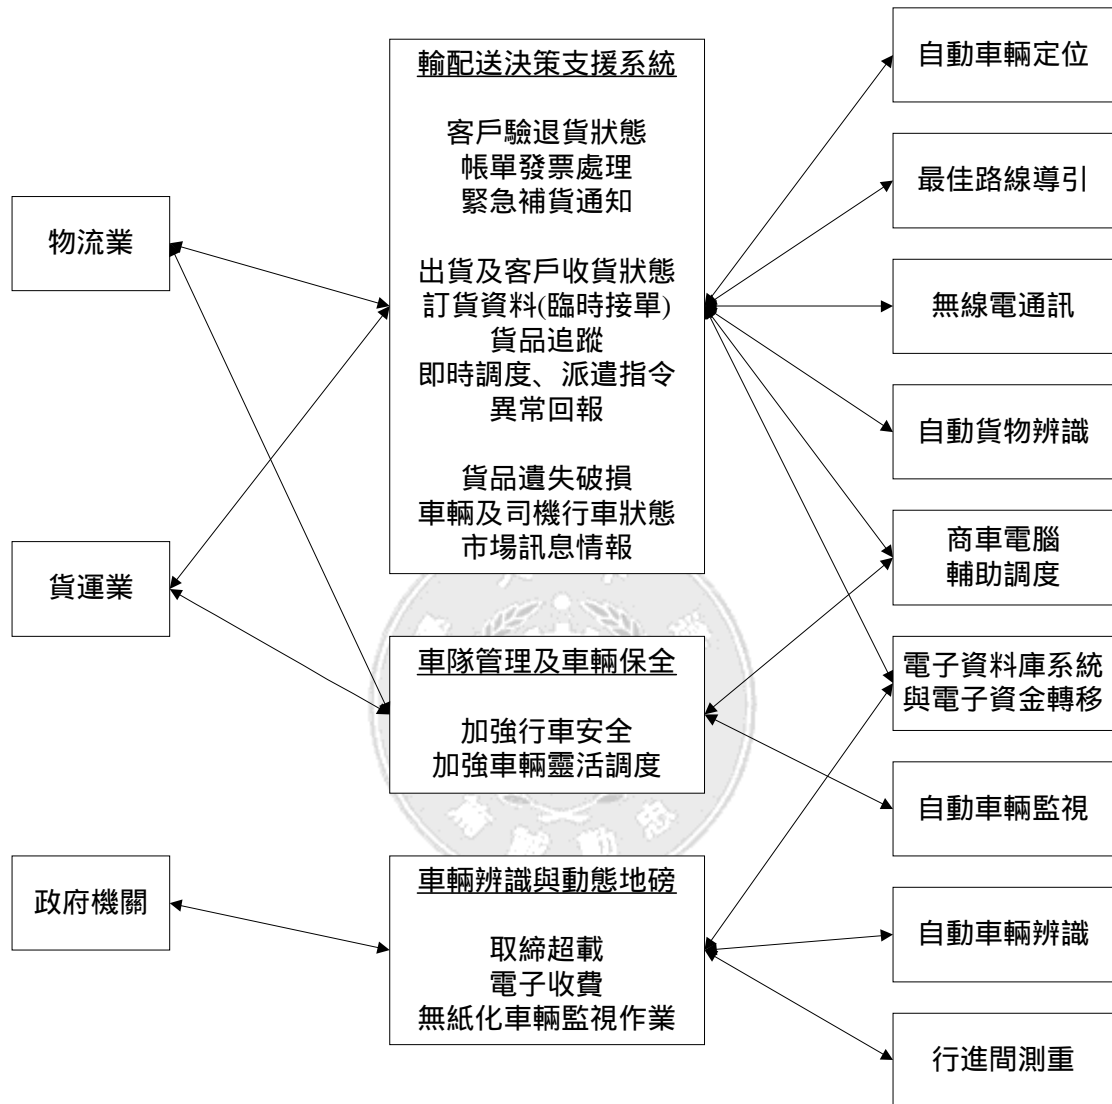 物流業
貨運業
政府機關
輸配送決策支援系統
客戶驗退貨狀態
帳單發票處理
緊急補貨通知
出貨及客戶收貨狀態
訂貨資料(臨時接單)
貨品追蹤
即時調度、派遣指令
異常回報
貨品遺失破損
車輛及司機行車狀態
市場訊息情報
車隊管理及車輛保全
加強行車安全
加強車輛靈活調度
車輛辨識與動態地磅
取締超載
電子收費
無紙化車輛監視作業
自動車輛定位
最佳路線導引
無線電通訊
自動貨物辨識
商車電腦
輔助調度
電子資料庫系統
與電子資金轉移
自動車輛監視
自動車輛辨識
行進間測重